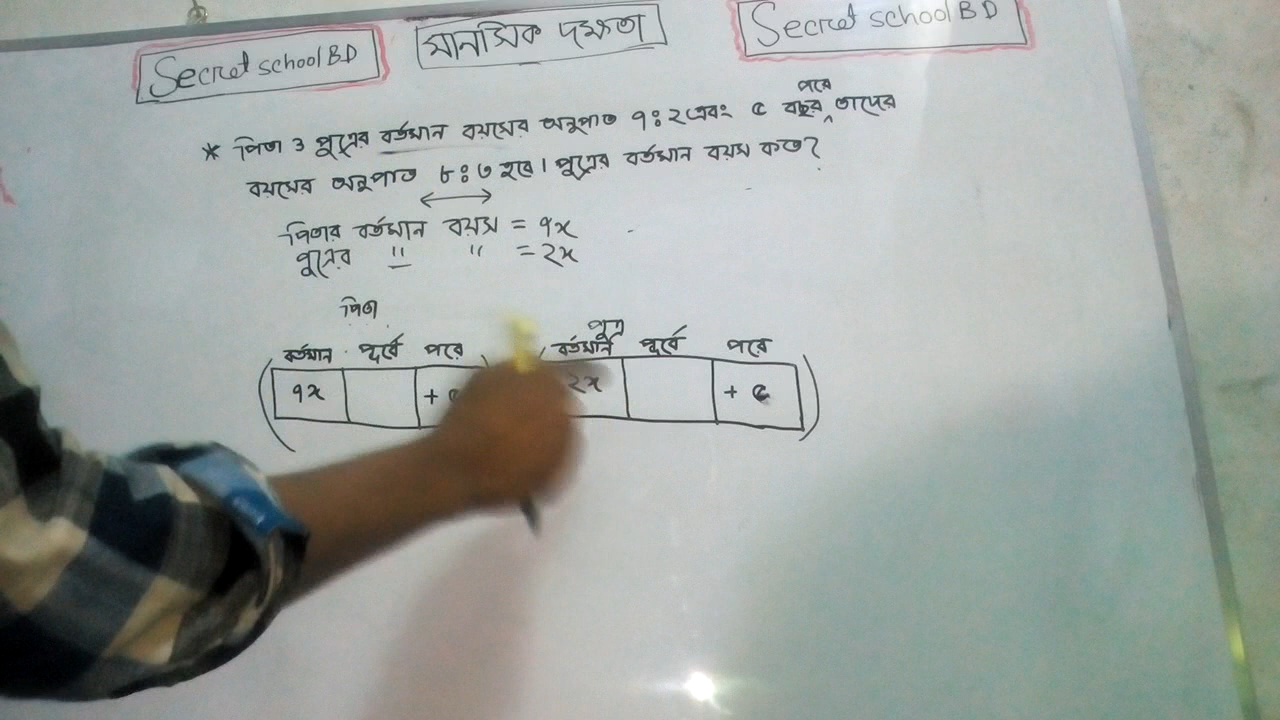 Secret school BD
মানসিক দক্ষতা
Secret school BD
* পিতা ও পুত্রের বর্তমান বয়সের অনুপাত ৭ঃ২ এবং ৫ বছর পরে তাদের
বয়সের অনুপাত ৮ঃ৩ হবে। পুত্রের বর্তমান বয়স কত?
পিতার বর্তমান বয়স = ৭x
পুত্রের " " = ২x
পিতা
পুত্র
বর্তমান পূর্বে পরে
বর্তমান পূর্বে পরে
৭x + ৫
২x + ৫